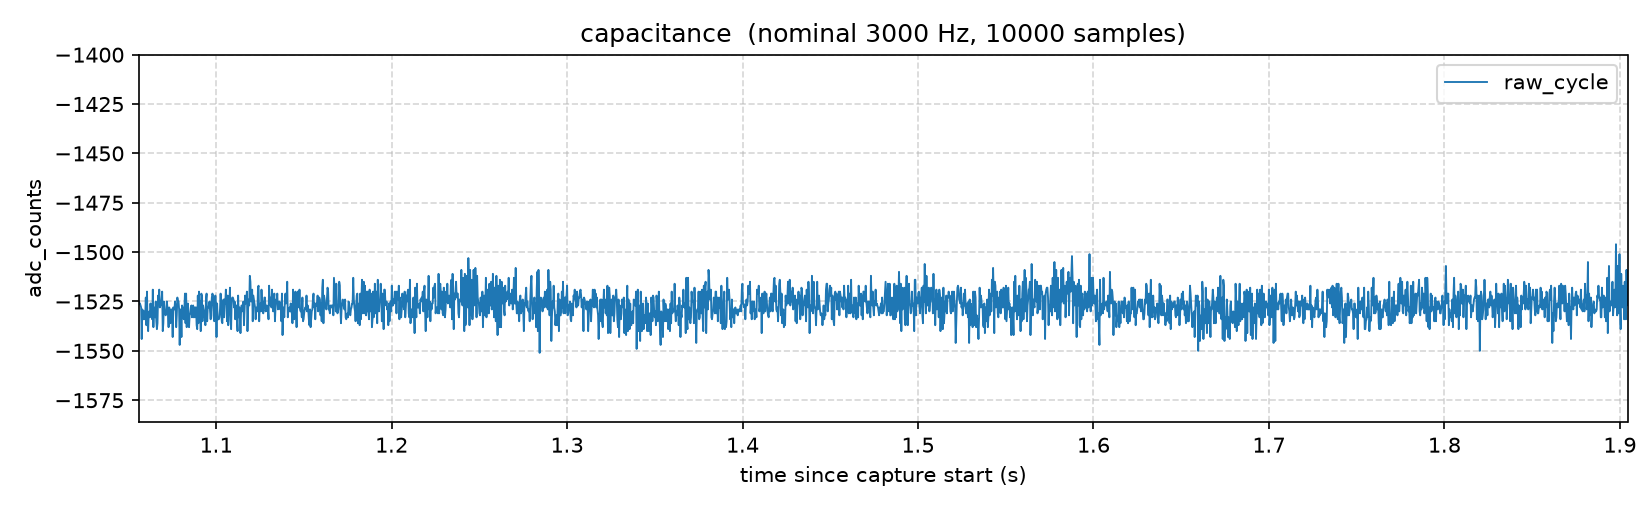 capacitance  (nominal 3000 Hz, 10000 samples)
raw_cycle
adc_counts
−1400
−1425
−1450
−1475
−1500
−1525
−1550
−1575
1.1 1.2 1.3 1.4 1.5 1.6 1.7 1.8 1.9
time since capture start (s)